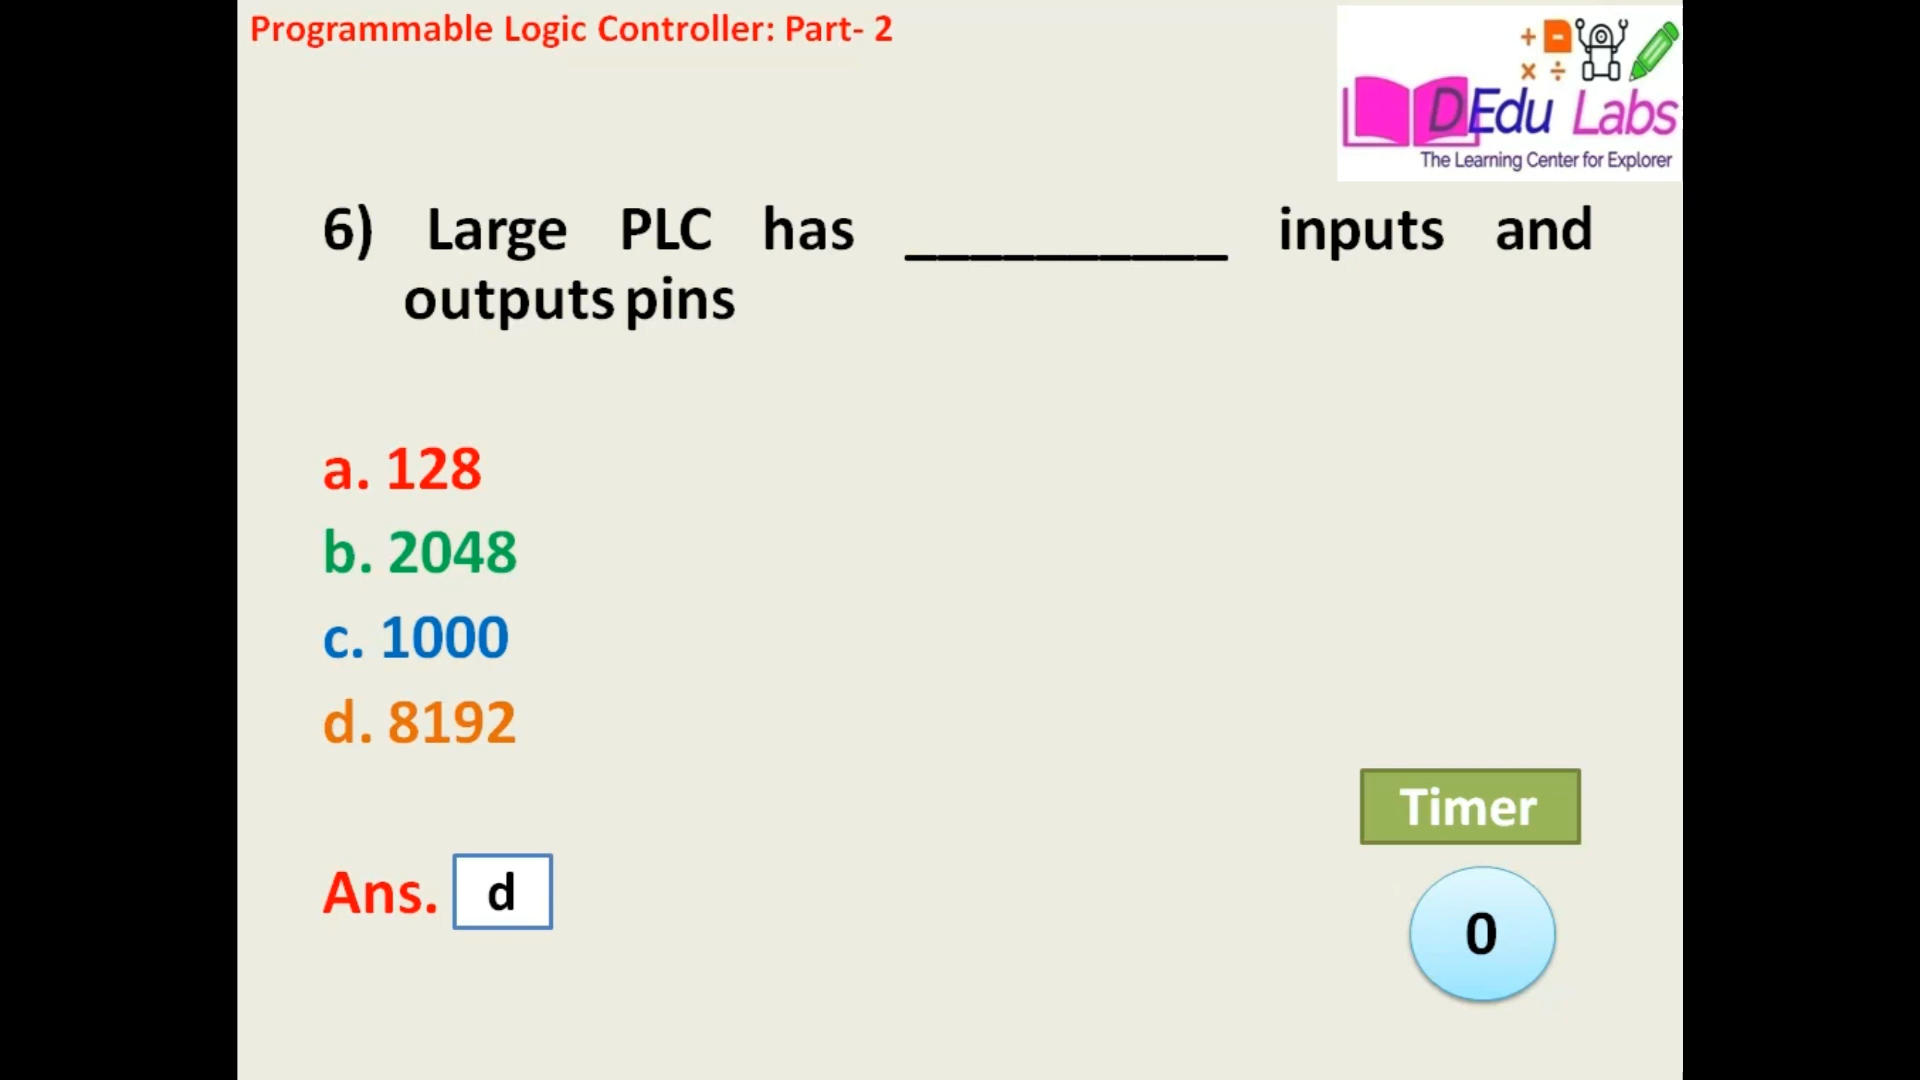 Programmable Logic Controller: Part- 2
+ -
× ÷
DEdu Labs
The Learning Center for Explorer
6) Large PLC has __________ inputs and
outputs pins
a. 128
b. 2048
c. 1000
d. 8192
Timer
Ans. d
0